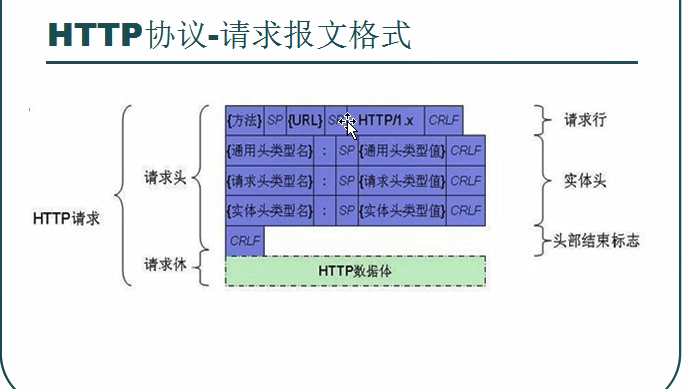 HTTP协议-请求报文格式
{方法} SP {URL} SP HTTP/1.x CRLF
请求行
{通用头类型名} : SP {通用头类型值} CRLF
请求头
{请求头类型名} : SP {请求头类型值} CRLF
实体头
{实体头类型名} : SP {实体头类型值} CRLF
HTTP请求
CRLF
头部结束标志
请求休
HTTP数据体